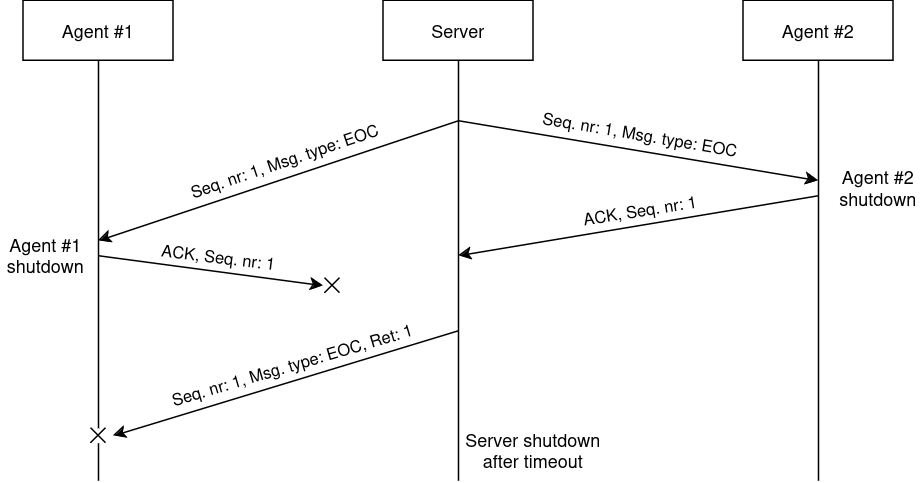 Agent #1
Server
Agent #2
Seq. nr: 1, Msg. type: EOC
Seq. nr: 1, Msg. type: EOC
Agent #2
shutdown
ACK, Seq. nr: 1
Agent #1
shutdown
ACK, Seq. nr: 1
Seq. nr: 1, Msg. type: EOC, Ret: 1
Server shutdown
after timeout